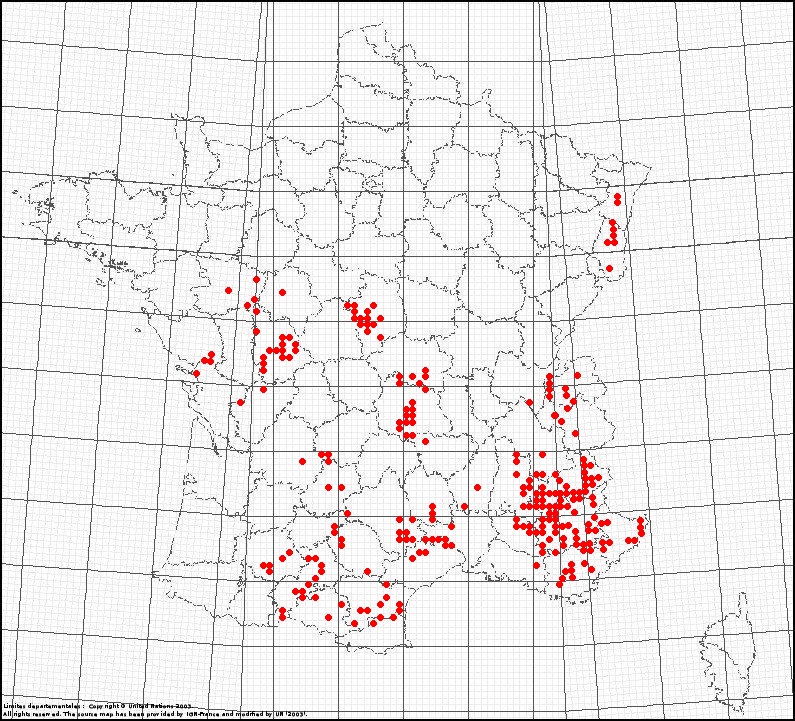 Limites departementales : Copyright © United Nations 2003
All rights reserved. The source map has been provided by IGN-France and modified by UN '2003'.